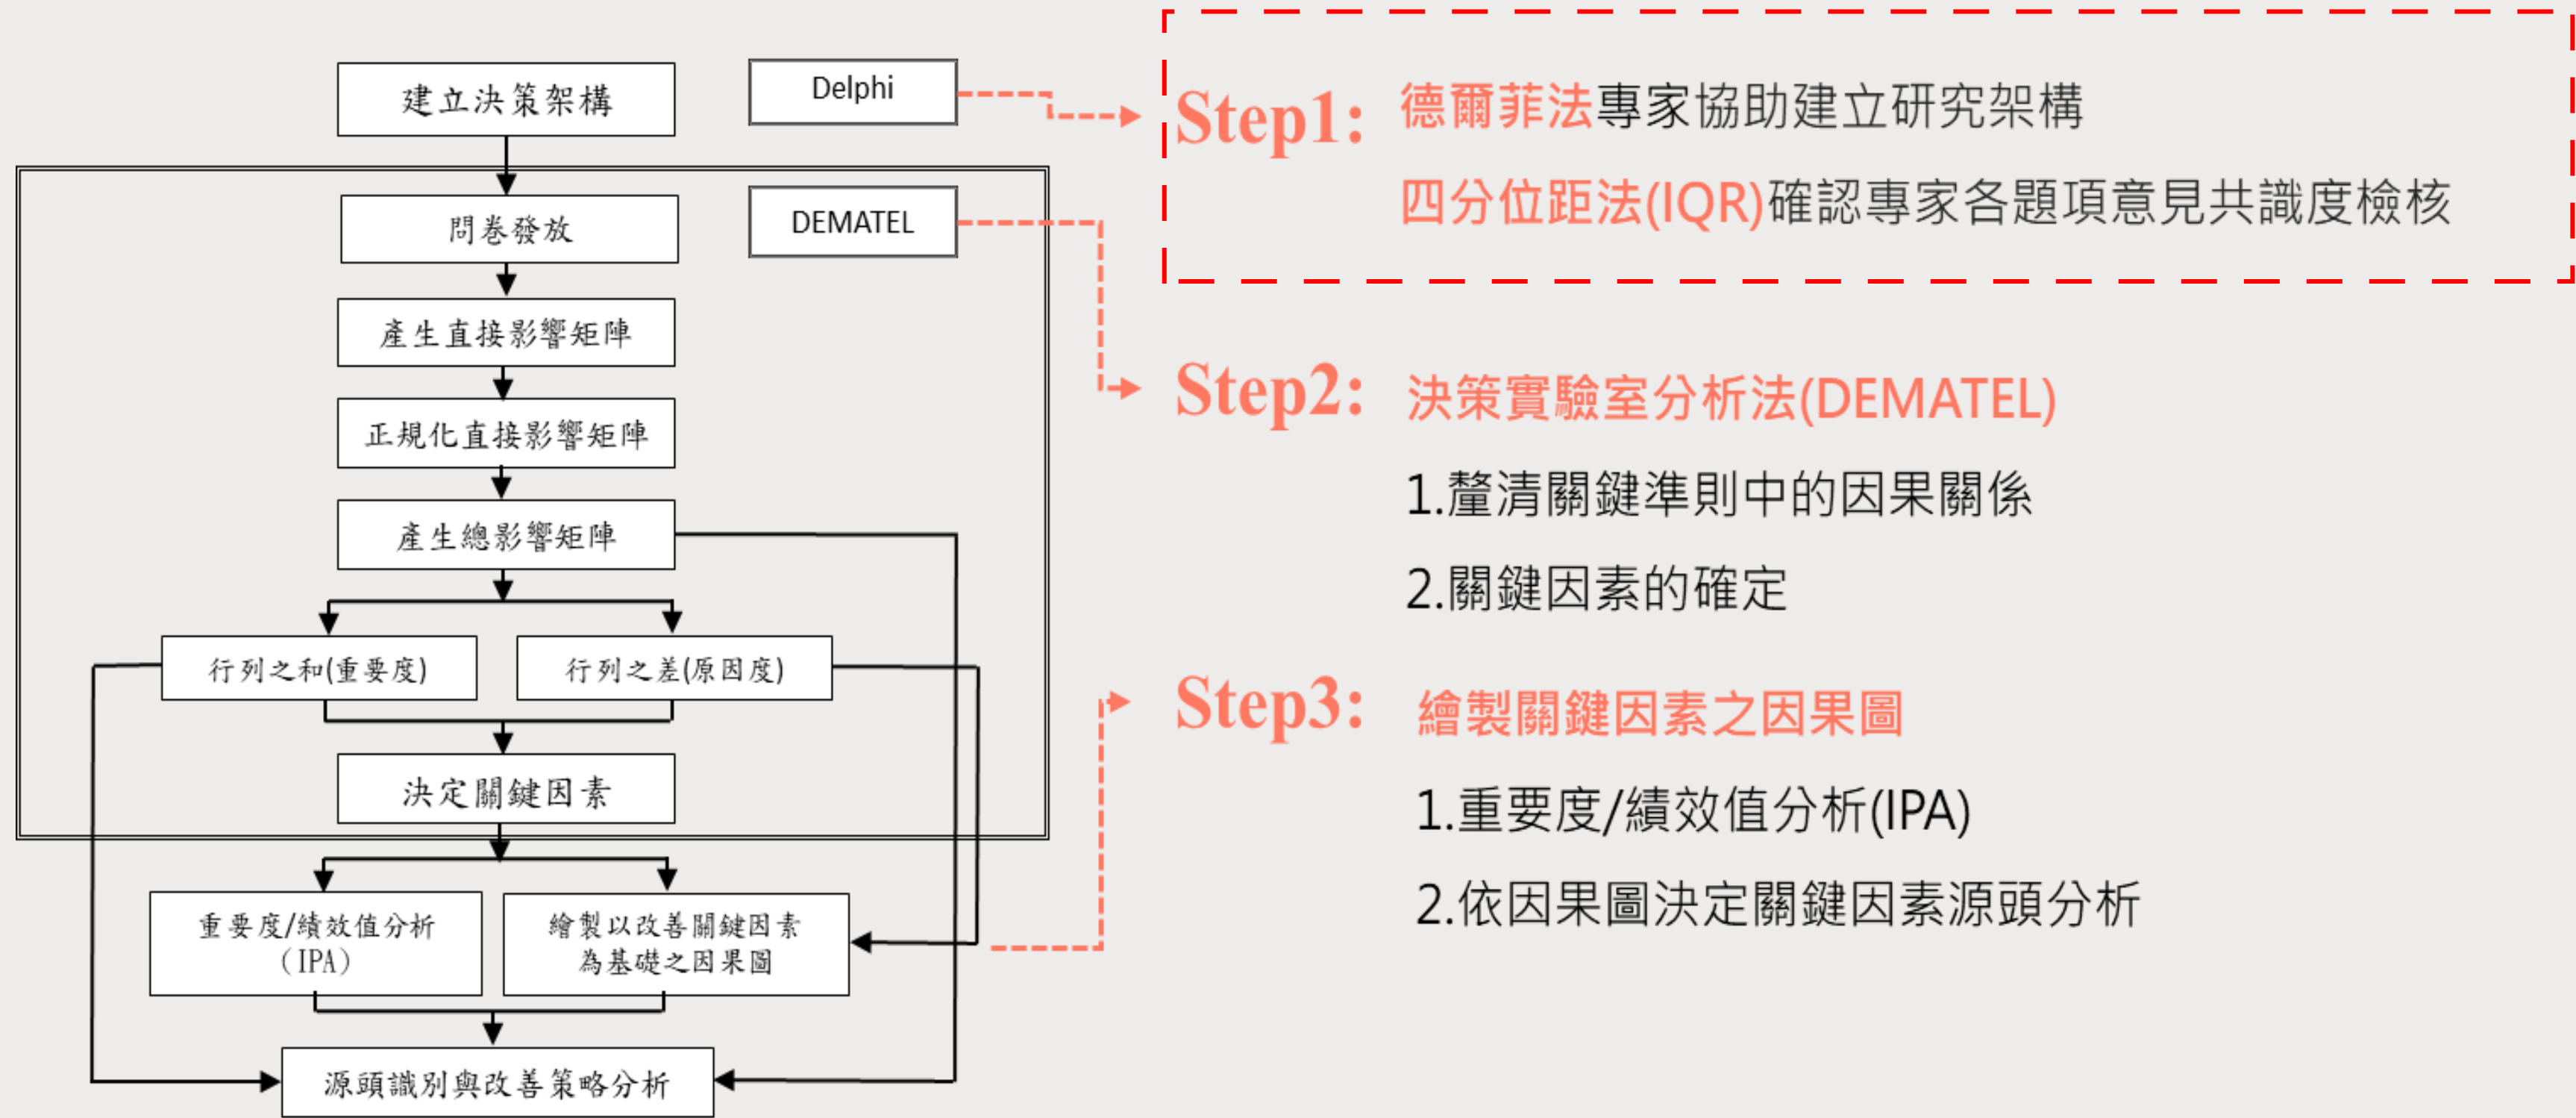 建立決策架構
Delphi
問卷發放
DEMATEL
產生直接影響矩陣
正規化直接影響矩陣
產生總影響矩陣
行列之和(重要度)
行列之差(原因度)
決定關鍵因素
重要度/績效值分析
(IPA)
繪製以改善關鍵因素
為基礎之因果圖
源頭識別與改善策略分析
Step1: 德爾菲法專家協助建立研究架構
四分位距法(IQR)確認專家各題項意見共識度檢核
Step2: 決策實驗室分析法(DEMATEL)
1.釐清關鍵準則中的因果關係
2.關鍵因素的確定
Step3: 繪製關鍵因素之因果圖
1.重要度/績效值分析(IPA)
2.依因果圖決定關鍵因素源頭分析